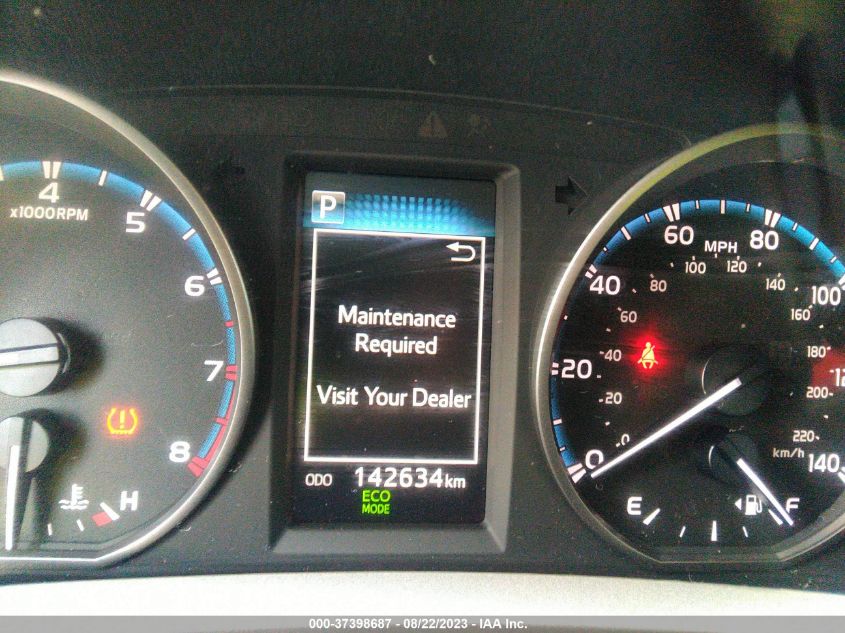 4
x1000RPM
5
6
7
8
H
P
Maintenance
Required
Visit Your Dealer
ODO 142634 km
ECO
MODE
0
20
40
60
80
100
140
MPH
0
20
40
60
80
100
120
140
160
180
200
220
km/h
E
F
000-37398687 - 08/22/2023 - IAA Inc.